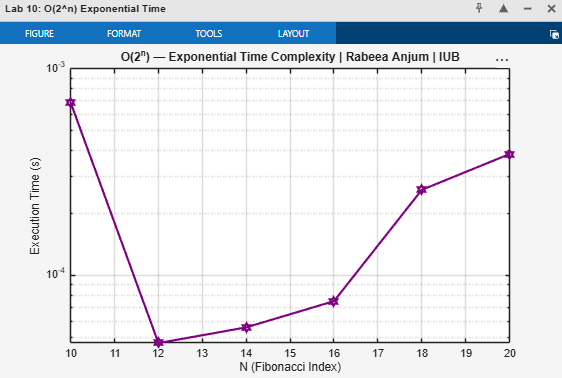 Lab 10: O(2^n) Exponential Time
FIGURE FORMAT TOOLS LAYOUT
O(2ⁿ) — Exponential Time Complexity | Rabeea Anjum | IUB ...
10⁻³
10⁻⁴
Execution Time (s)
10 11 12 13 14 15 16 17 18 19 20
N (Fibonacci Index)